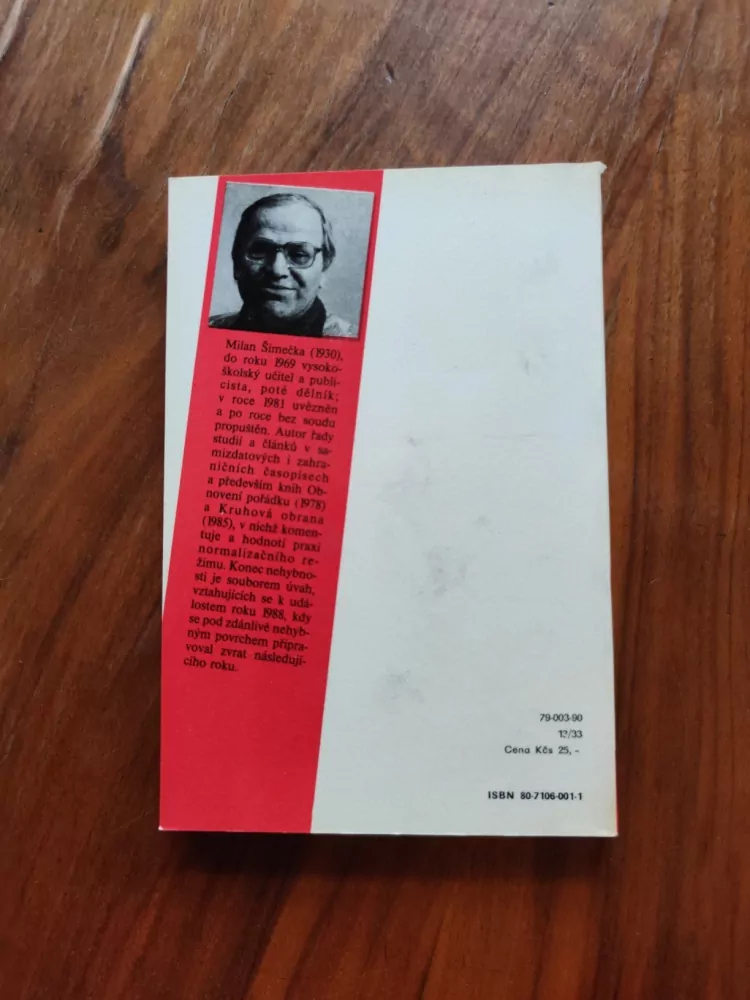 Milan Šimečka (1930),
do roku 1969 vysoko-
školský učitel a publi-
cista, poté dělník;
v roce 1981 uvězněn
a po roce bez soudu
propuštěn. Autor řady
studií a článků v sa-
mizdatových i zahra-
ničních časopisech
a především knih Ob-
novení pořádku (1978)
a Kruhová obrana
(1985), v nichž komen-
tuje a hodnotí praxi
normalizačního re-
žimu. Konec nehybno-
sti je souborem úvah,
vztahujících se k udá-
lostem roku 1988, kdy
se pod zdánlivě nehyb-
ným povrchem připra-
voval zvrat následují-
cího roku.
79-003-90
12/33
Cena Kčs 25,-
ISBN 80-7106-001-1